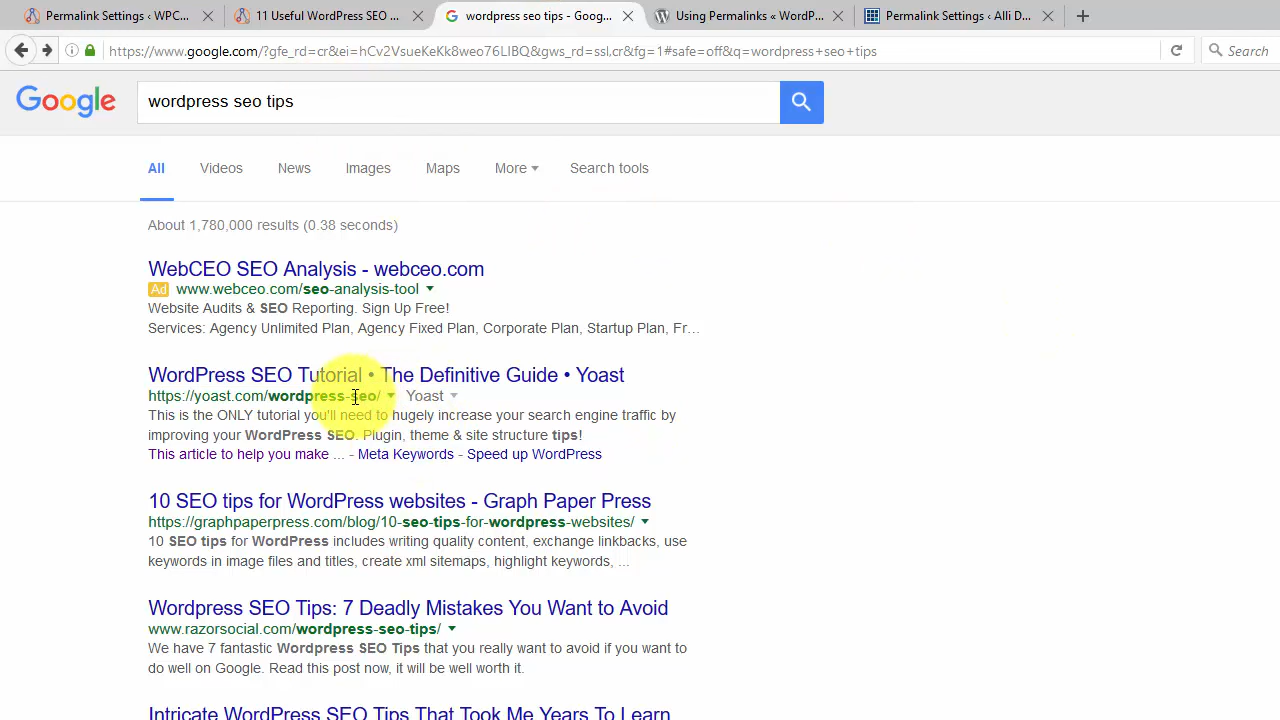 Permalink Settings ‹ WPC...
11 Useful WordPress SEO ...
wordpress seo tips - Goog...
Using Permalinks « WordP...
Permalink Settings ‹ Alli D...
https://www.google.com/?gfe_rd=cr&ei=hCv2VsueKeKk8weo76LIBQ&gws_rd=ssl,cr&fg=1#safe=off&q=wordpress+seo+tips
Search
Google
wordpress seo tips
All
Videos
News
Images
Maps
More
Search tools
About 1,780,000 results (0.38 seconds)
WebCEO SEO Analysis - webceo.com
Ad www.webceo.com/seo-analysis-tool
Website Audits & SEO Reporting. Sign Up Free!
Services: Agency Unlimited Plan, Agency Fixed Plan, Corporate Plan, Startup Plan, Fr...
WordPress SEO Tutorial • The Definitive Guide • Yoast
https://yoast.com/wordpress-seo/ Yoast
This is the ONLY tutorial you'll need to hugely increase your search engine traffic by
improving your WordPress SEO. Plugin, theme & site structure tips!
This article to help you make ... - Meta Keywords - Speed up WordPress
10 SEO tips for WordPress websites - Graph Paper Press
https://graphpaperpress.com/blog/10-seo-tips-for-wordpress-websites/
10 SEO tips for WordPress includes writing quality content, exchange linkbacks, use
keywords in image files and titles, create xml sitemaps, highlight keywords, ...
Wordpress SEO Tips: 7 Deadly Mistakes You Want to Avoid
www.razorsocial.com/wordpress-seo-tips/
We have 7 fantastic Wordpress SEO Tips that you really want to avoid if you want to
do well on Google. Read this post now, it will be well worth it.
Intricate WordPress SEO Tips That Took Me Years To Learn